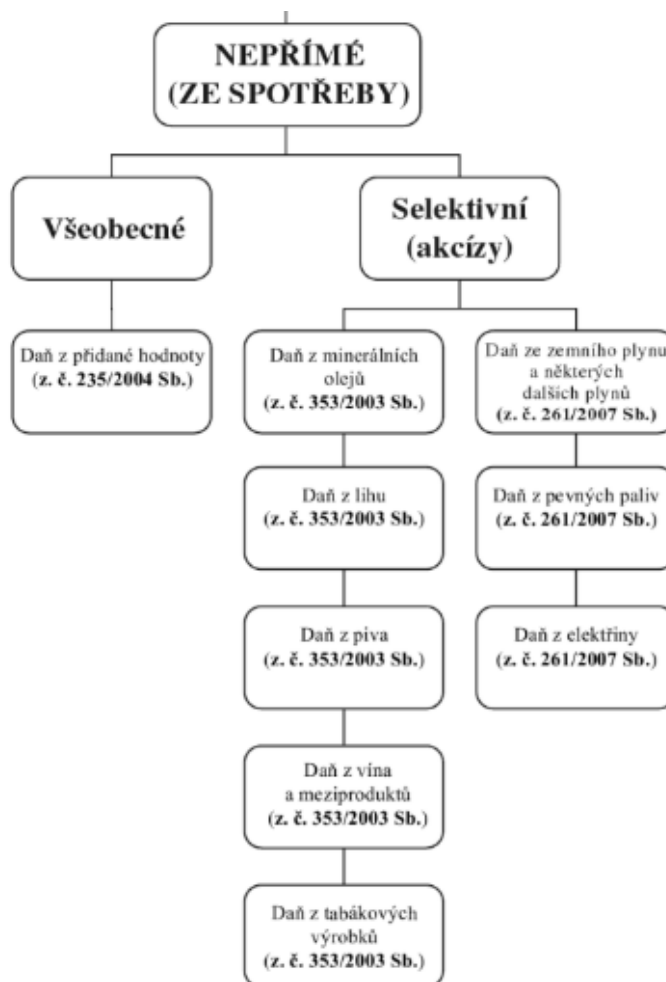 NEPŘÍMÉ
(ZE SPOTŘEBY)
Všeobecné
Selektivní
(akcízy)
Daň z přidané hodnoty
(z. č. 235/2004 Sb.)
Daň z minerálních
olejů
(z. č. 353/2003 Sb.)
Daň z lihu
(z. č. 353/2003 Sb.)
Daň z piva
(z. č. 353/2003 Sb.)
Daň z vína
a meziproduktů
(z. č. 353/2003 Sb.)
Daň z tabákových
výrobků
(z. č. 353/2003 Sb.)
Daň ze zemního plynu
a některých
dalších plynů
(z. č. 261/2007 Sb.)
Daň z pevných paliv
(z. č. 261/2007 Sb.)
Daň z elektřiny
(z. č. 261/2007 Sb.)